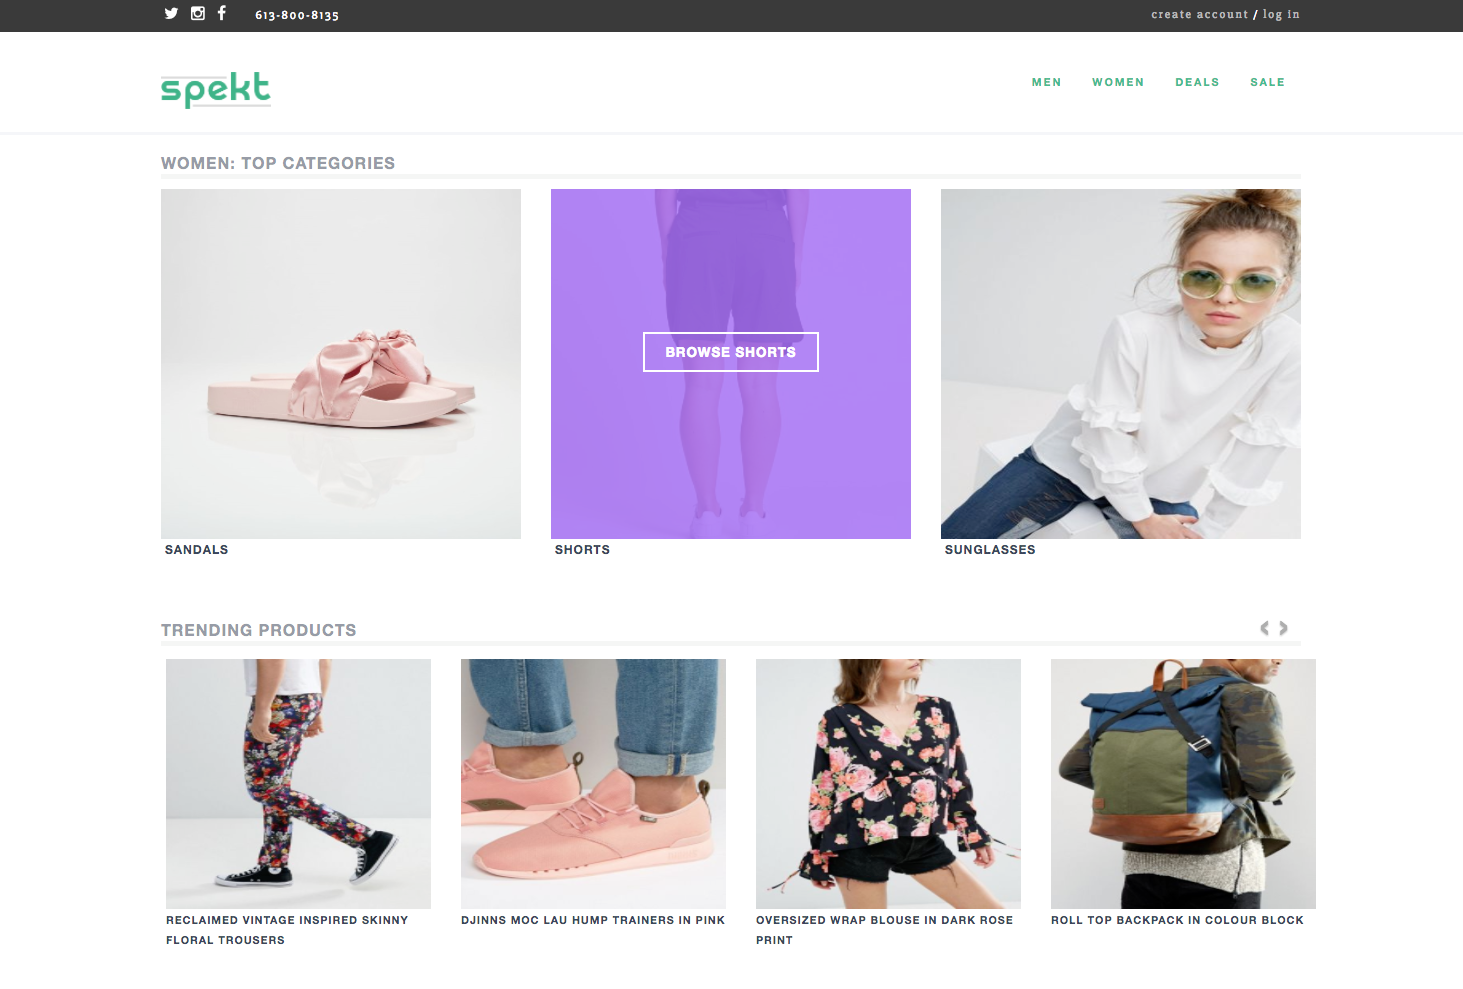 613-800-8135
create account / log in
spekt
MEN WOMEN DEALS SALE
WOMEN: TOP CATEGORIES
BROWSE SHORTS
SANDALS
SHORTS
SUNGLASSES
TRENDING PRODUCTS
RECLAIMED VINTAGE INSPIRED SKINNY
FLORAL TROUSERS
DJINNS MOC LAU HUMP TRAINERS IN PINK
OVERSIZED WRAP BLOUSE IN DARK ROSE
PRINT
ROLL TOP BACKPACK IN COLOUR BLOCK